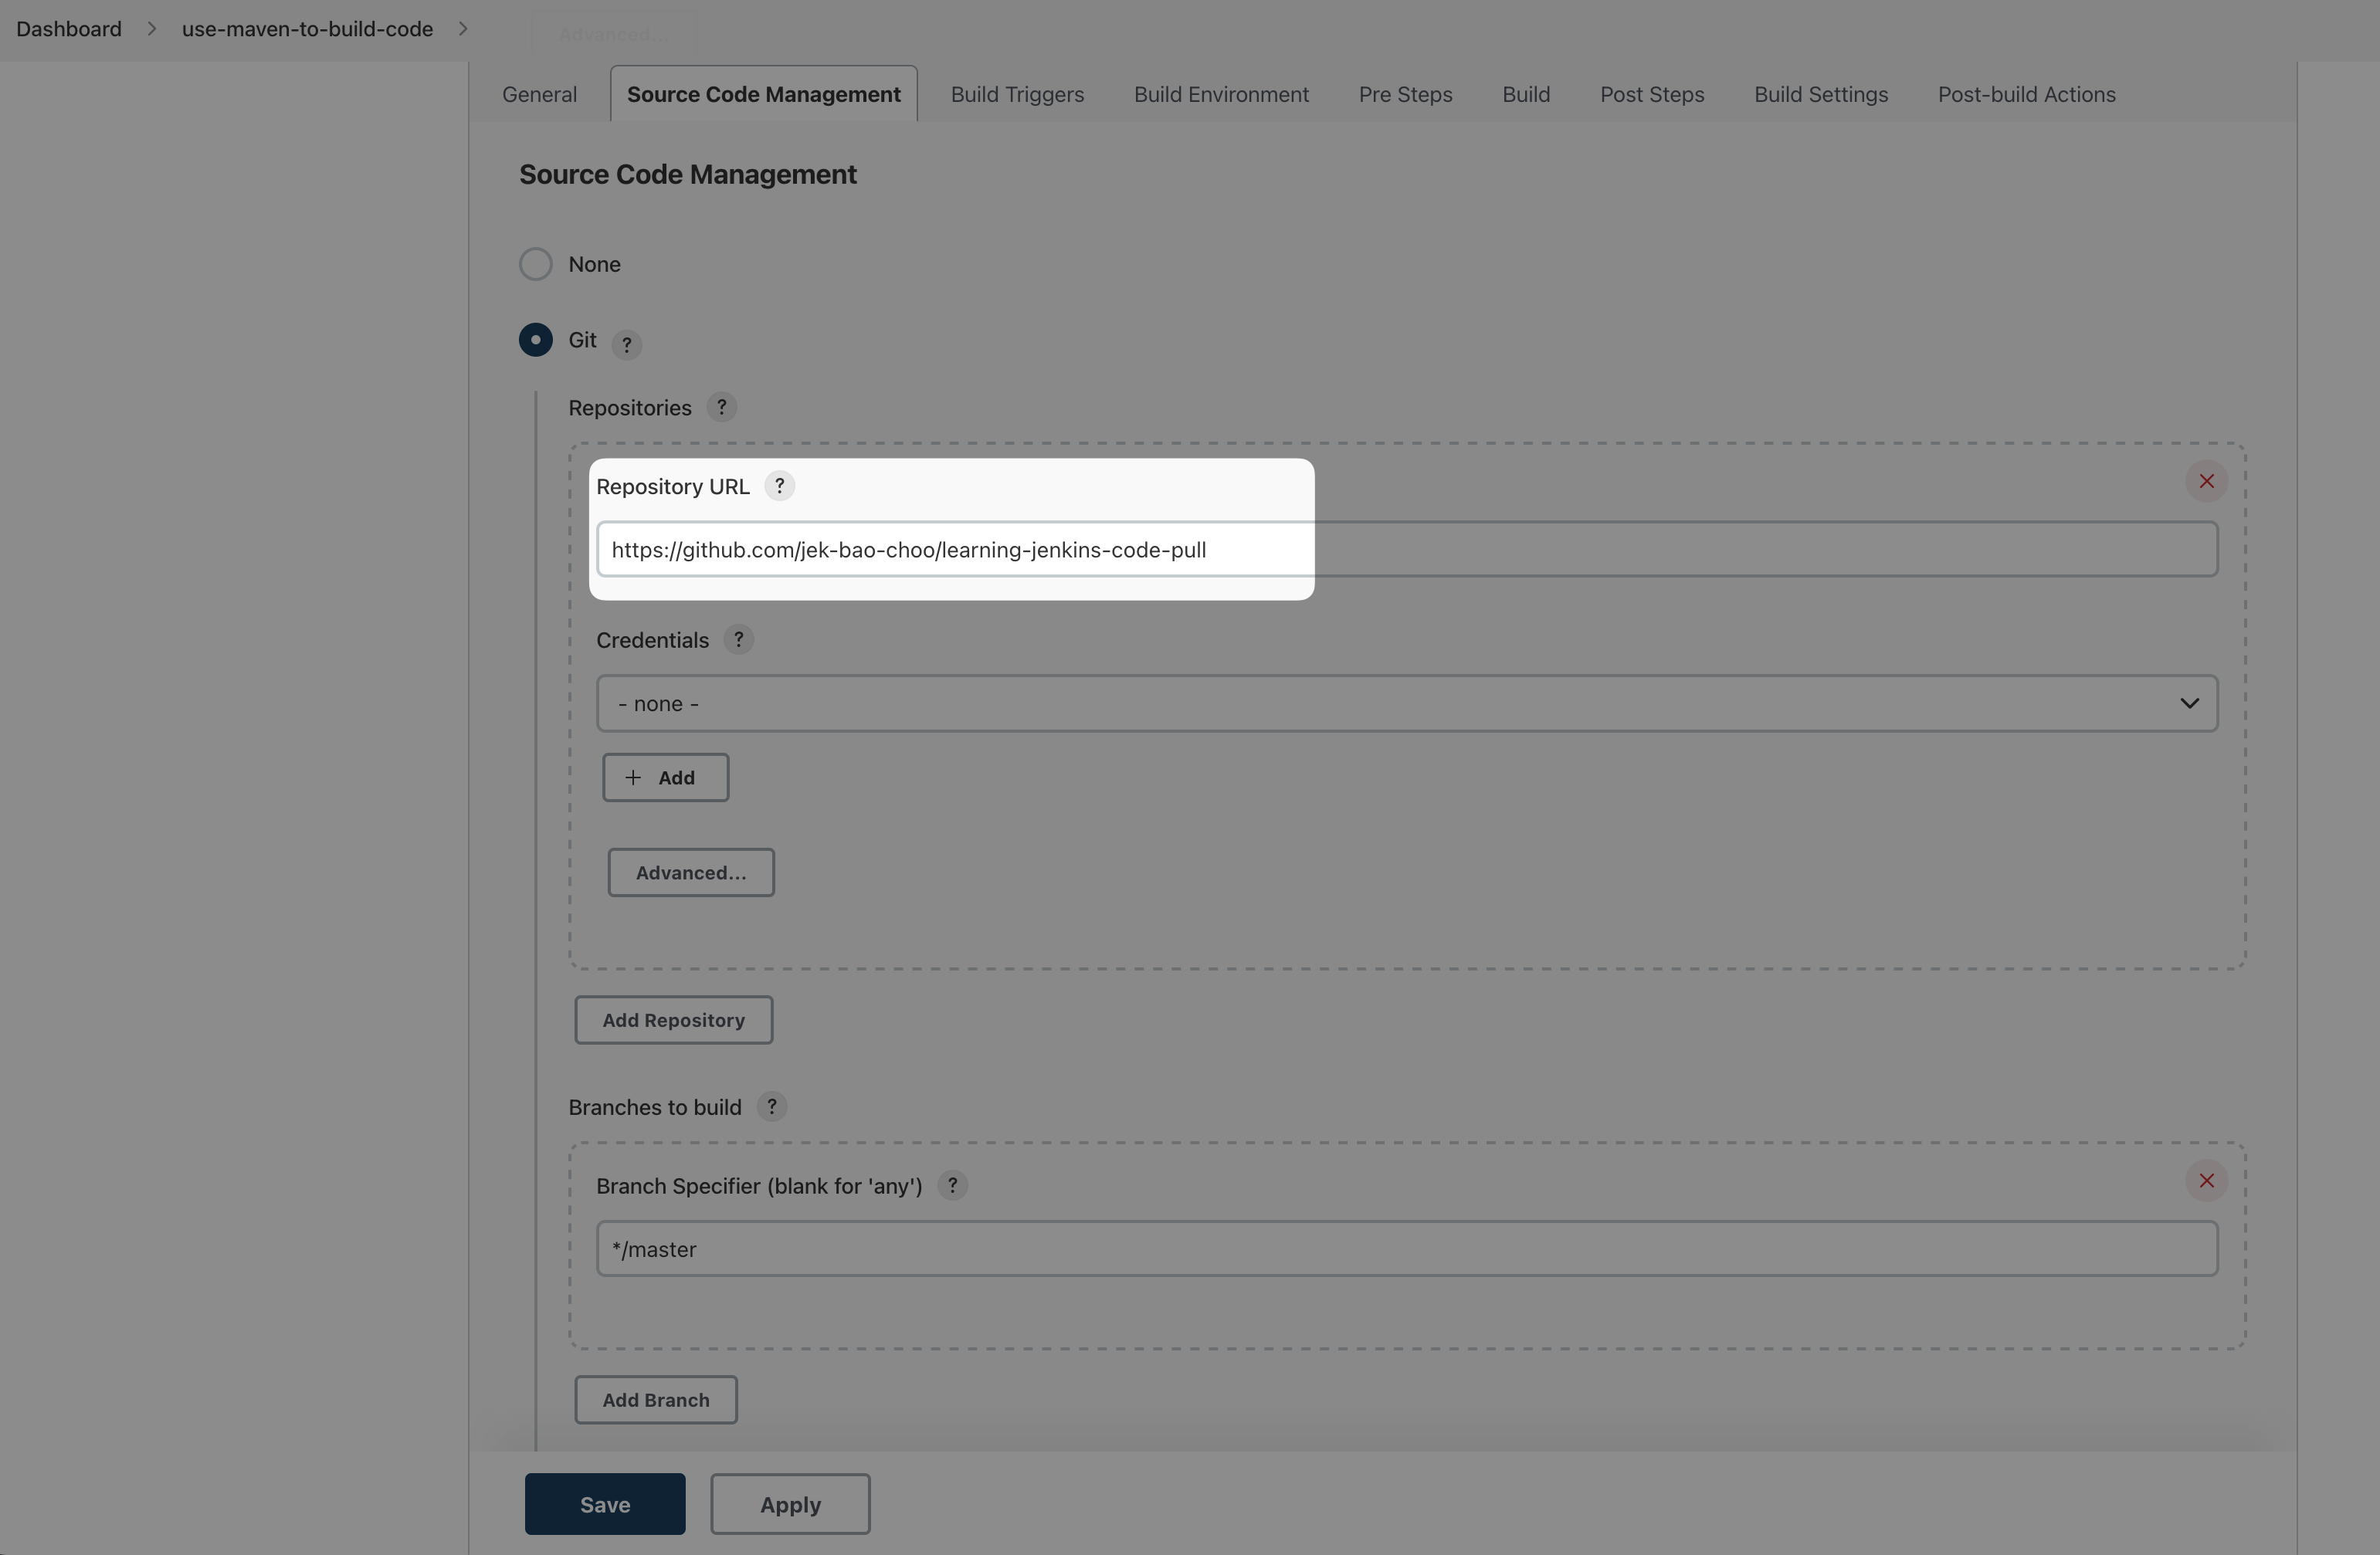 Dashboard > use-maven-to-build-code >
Advanced...
General Source Code Management Build Triggers Build Environment Pre Steps Build Post Steps Build Settings Post-build Actions
Source Code Management
None
Git ?
Repositories ?
Repository URL ?
https://github.com/jek-bao-choo/learning-jenkins-code-pull
Credentials ?
- none -
+ Add
Advanced...
Add Repository
Branches to build ?
Branch Specifier (blank for 'any') ?
*/master
Add Branch
Save Apply